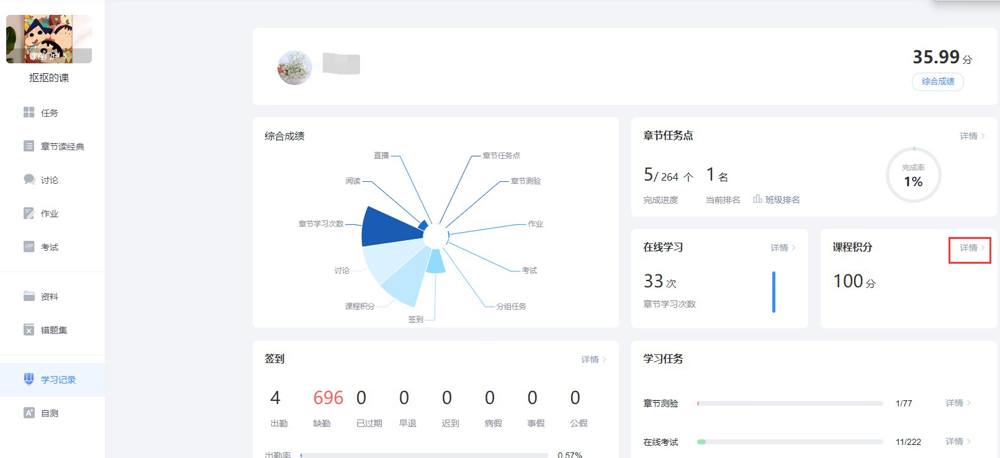 课程门户 >
抠抠的课
任务
章节读经典
讨论
作业
考试
资料
错题集
学习记录
自测
35.99 分
综合成绩
综合成绩
直播
章节任务点
阅读
章节测验
章节学习次数
作业
讨论
考试
课程积分
分组任务
签到
章节任务点
详情 >
5/ 264 个
1 名
完成进度
当前排名
班级排名
完成率
1%
在线学习
详情 >
33 次
章节学习次数
课程积分
详情 >
100 分
签到
详情 >
4 696 0 0 0 0 0 0
出勤 缺勤 已过期 早退 迟到 病假 事假 公假
出勤率 0.57%
学习任务
章节测验 1/77 详情 >
在线考试 11/222 详情 >